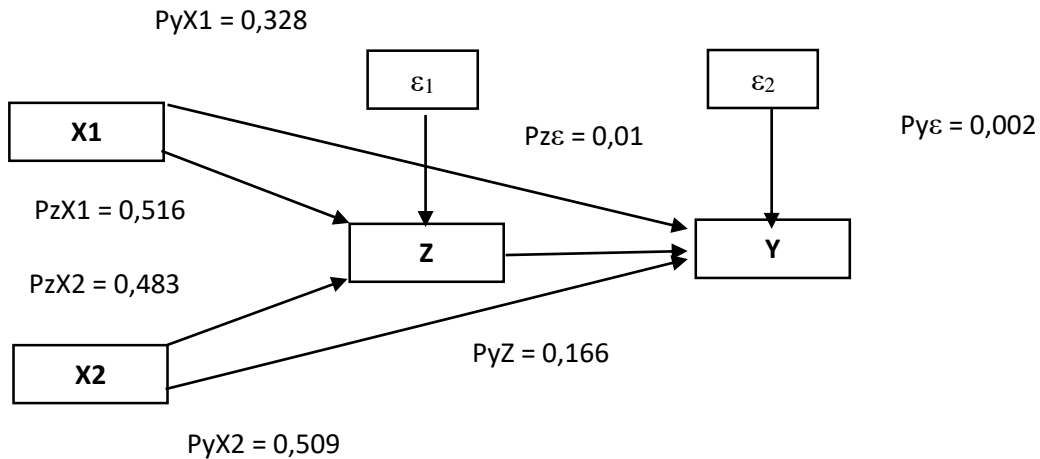 PyX1 = 0,328
ε1
ε2
X1
Pzε = 0,01
Pyε = 0,002
PzX1 = 0,516
Z
Y
PzX2 = 0,483
PyZ = 0,166
X2
PyX2 = 0,509